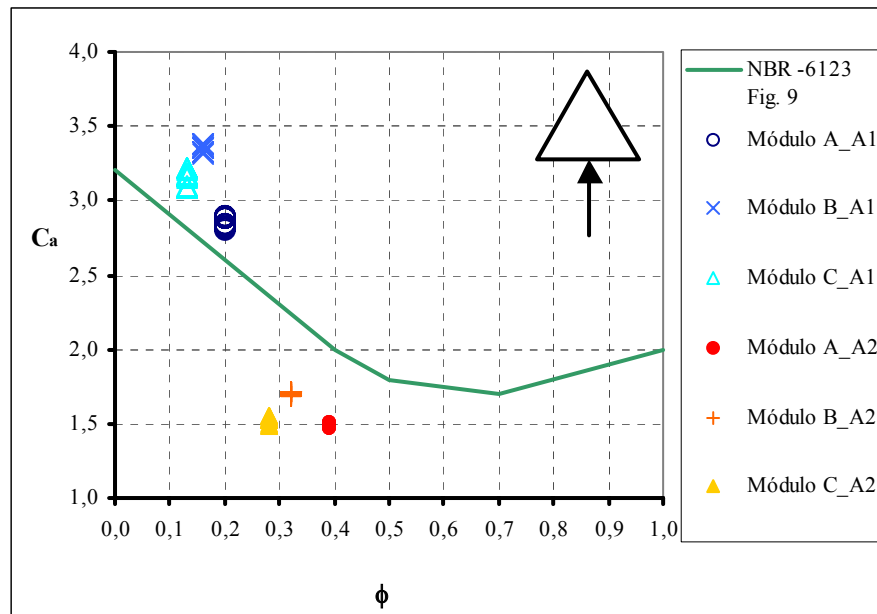 4,0
3,5
3,0
Ca
2,5
2,0
1,5
1,0
0,0 0,1 0,2 0,3 0,4 0,5 0,6 0,7 0,8 0,9 1,0
ϕ
NBR -6123
Fig. 9
Módulo A_A1
Módulo B_A1
Módulo C_A1
Módulo A_A2
Módulo B_A2
Módulo C_A2